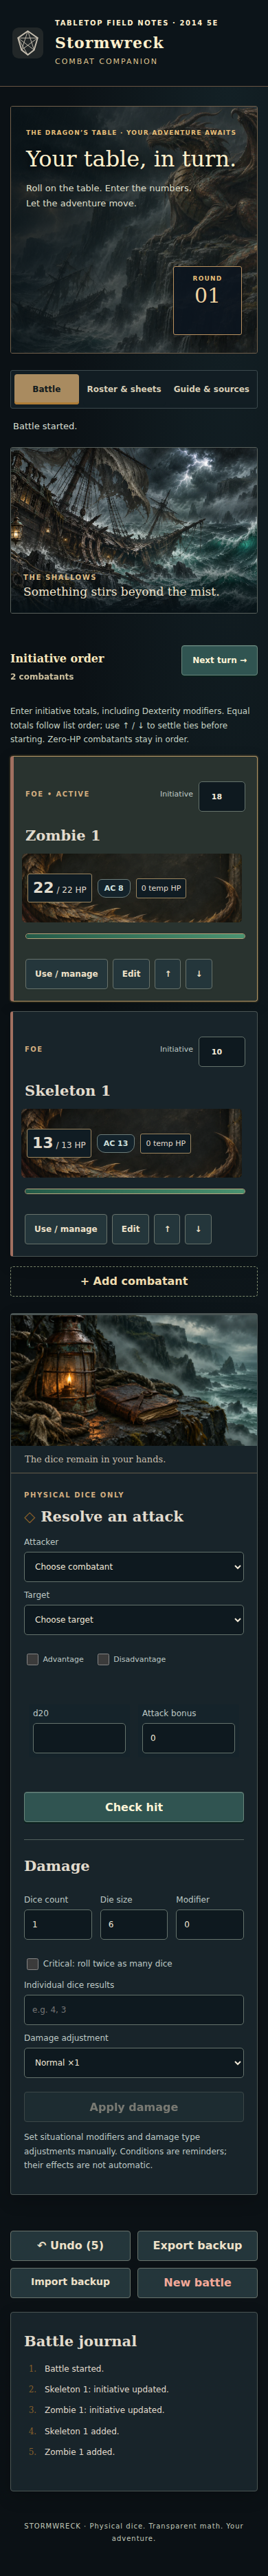 TABLETOP FIELD NOTES · 2014 5E
Stormwreck
COMBAT COMPANION
THE DRAGON'S TABLE · YOUR ADVENTURE AWAITS
Your table, in turn.
Roll on the table. Enter the numbers.
Let the adventure move.
ROUND
01
Battle
Roster & sheets
Guide & sources
Battle started.
THE SHALLOWS
Something stirs beyond the mist.
Initiative order
2 combatants
Next turn →
Enter initiative totals, including Dexterity modifiers. Equal
totals follow list order; use ↑ / ↓ to settle ties before
starting. Zero-HP combatants stay in order.
FOE • ACTIVE
Initiative
18
Zombie 1
22 / 22 HP
AC 8
0 temp HP
Use / manage
Edit
↑
↓
FOE
Initiative
10
Skeleton 1
13 / 13 HP
AC 13
0 temp HP
Use / manage
Edit
↑
↓
+ Add combatant
The dice remain in your hands.
PHYSICAL DICE ONLY
◇ Resolve an attack
Attacker
Choose combatant
Target
Choose target
Advantage
Disadvantage
d20
Attack bonus
0
Check hit
Damage
Dice count
Die size
Modifier
1
6
0
Critical: roll twice as many dice
Individual dice results
e.g. 4, 3
Damage adjustment
Normal ×1
Apply damage
Set situational modifiers and damage type
adjustments manually. Conditions are reminders;
their effects are not automatic.
↶ Undo (5)
Export backup
Import backup
New battle
Battle journal
1. Battle started.
2. Skeleton 1: initiative updated.
3. Zombie 1: initiative updated.
4. Skeleton 1 added.
5. Zombie 1 added.
STORMWRECK · Physical dice. Transparent math. Your
adventure.